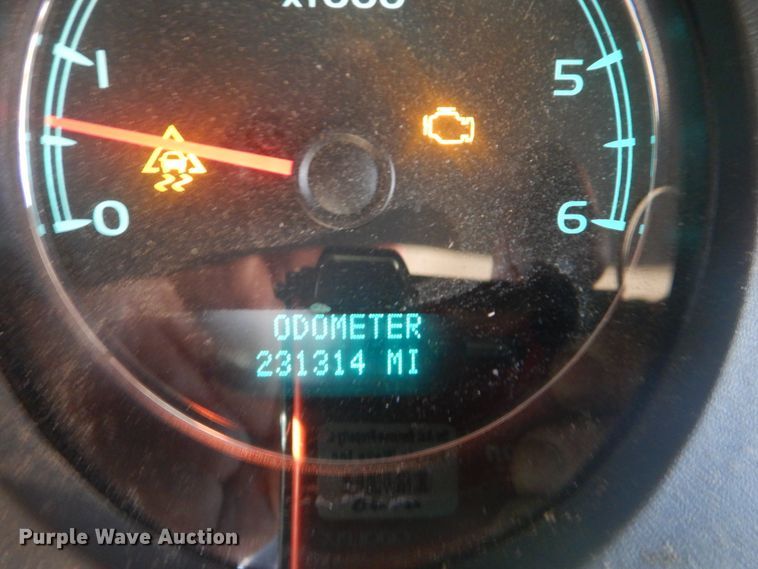 x1000
1
5
0
6
ODOMETER
231314 MI
Purple Wave Auction